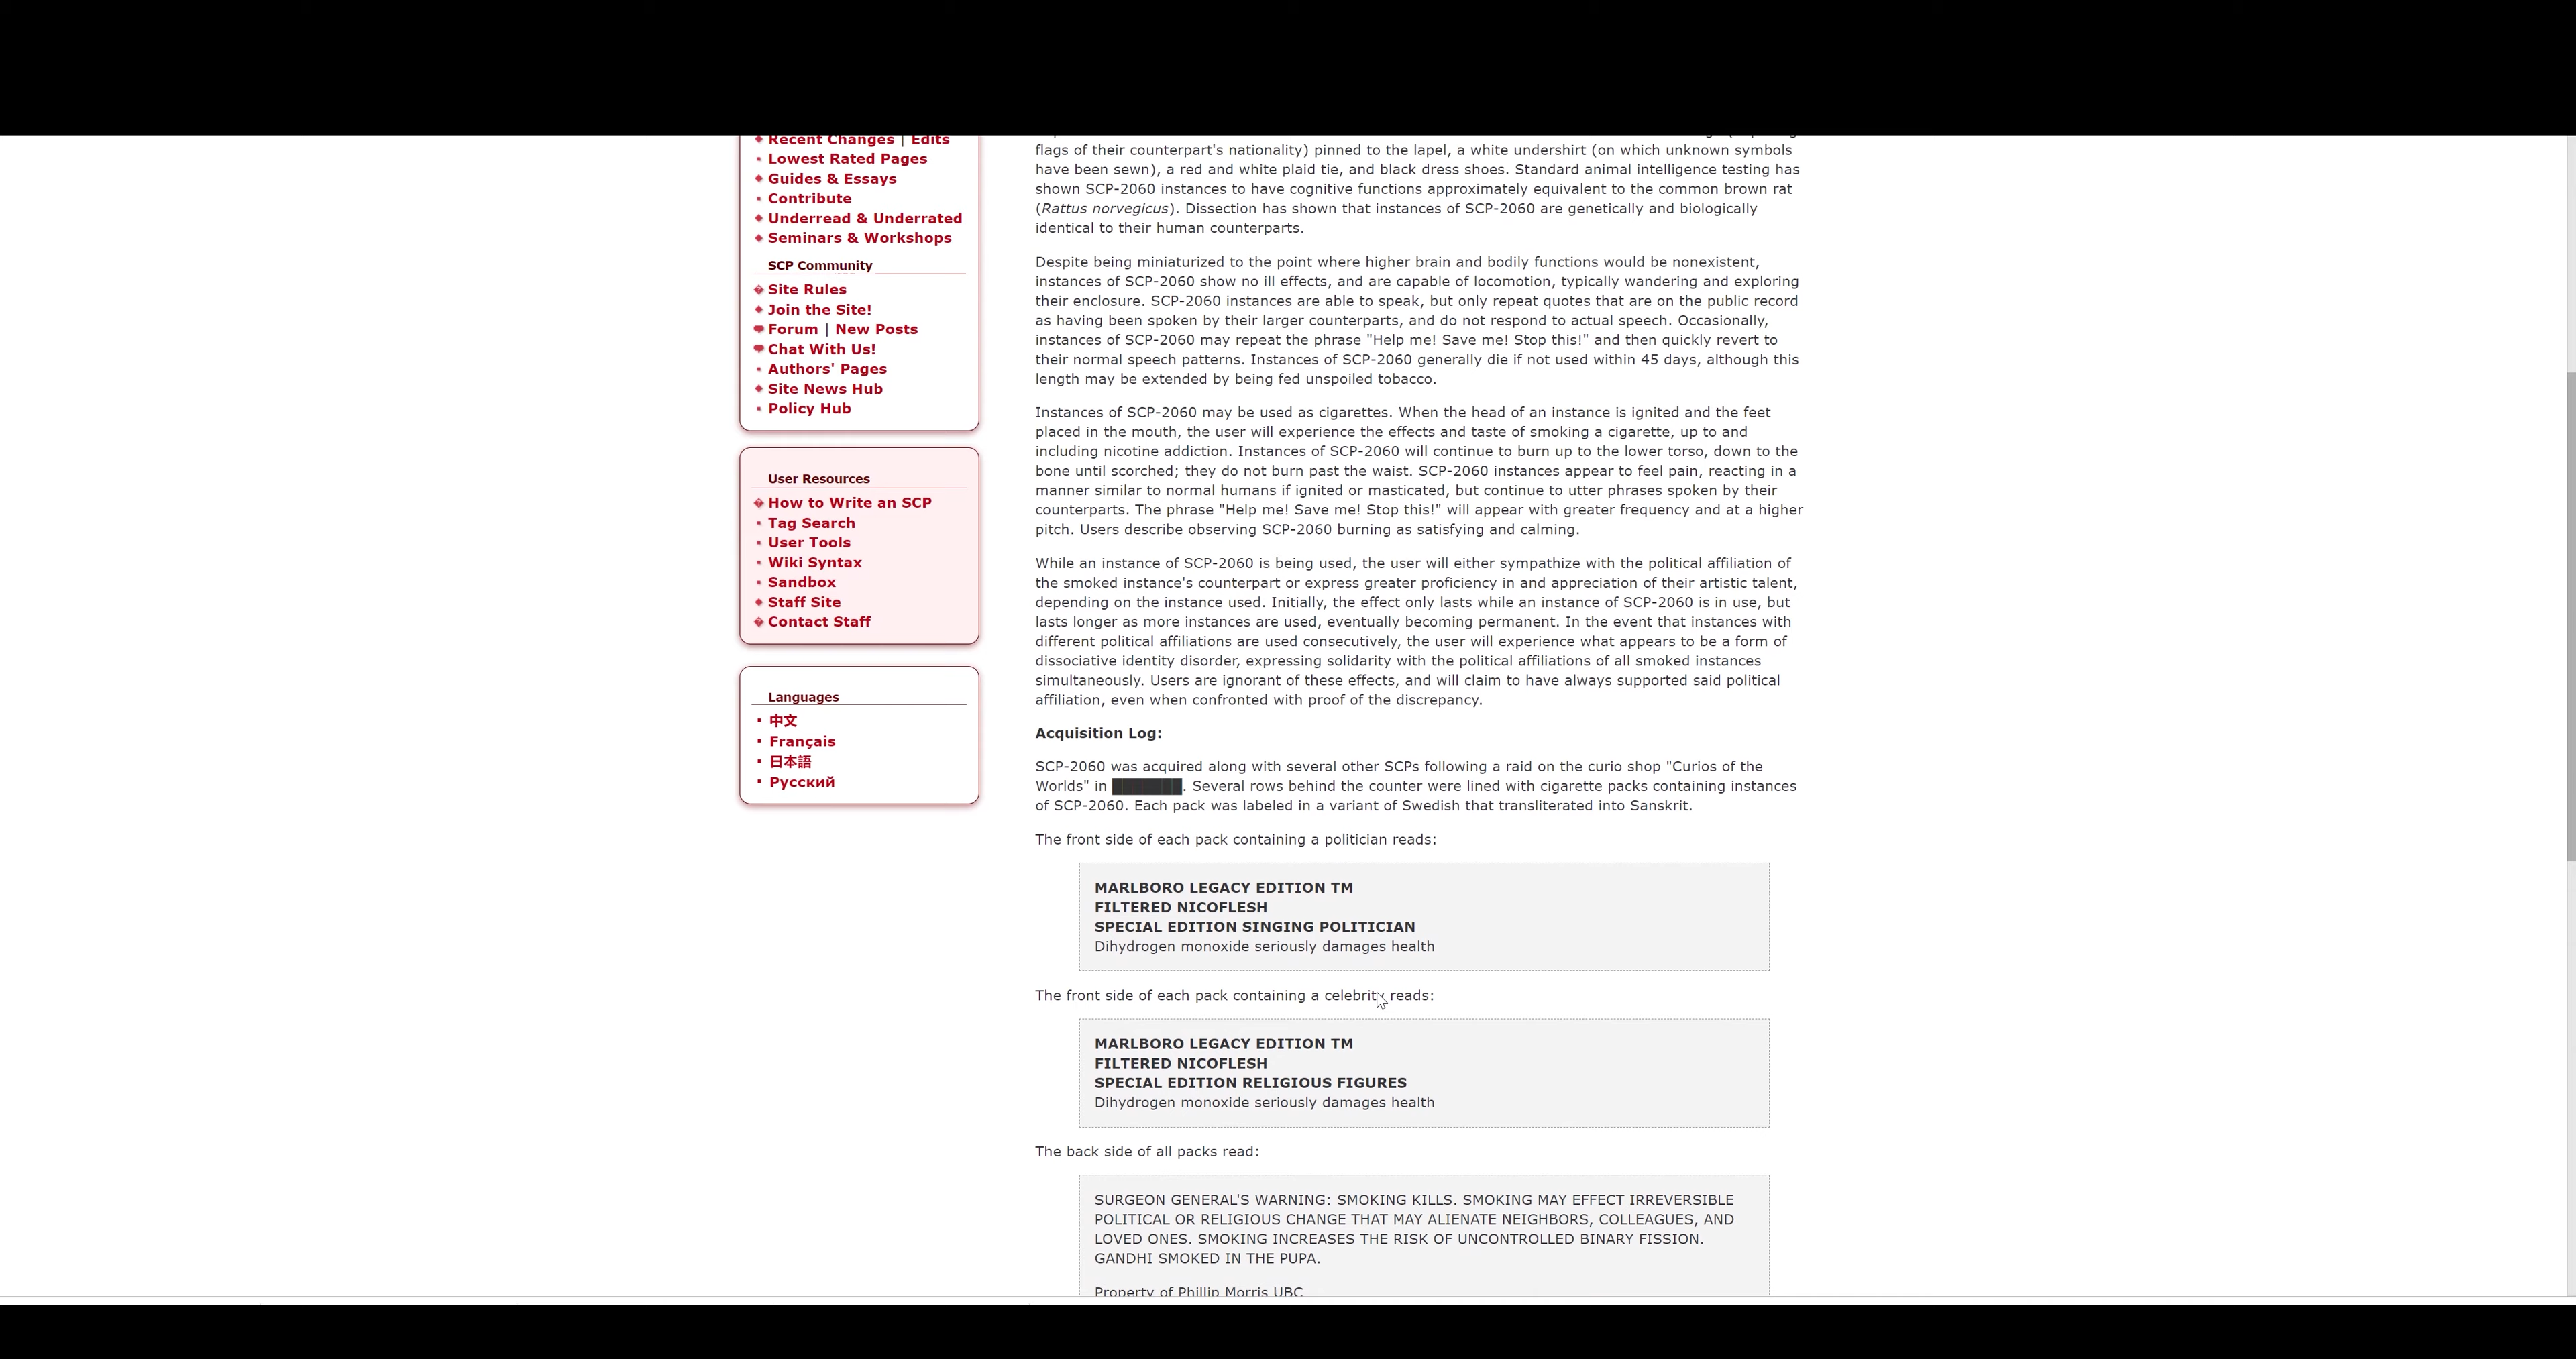 Recent Changes | Edits
Lowest Rated Pages
Guides & Essays
Contribute
Underread & Underrated
Seminars & Workshops
SCP Community
Site Rules
Join the Site!
Forum | New Posts
Chat With Us!
Authors' Pages
Site News Hub
Policy Hub
User Resources
How to Write an SCP
Tag Search
User Tools
Wiki Syntax
Sandbox
Staff Site
Contact Staff
Languages
中文
Français
日本語
Русский
flags of their counterpart's nationality) pinned to the lapel, a white undershirt (on which unknown symbols
have been sewn), a red and white plaid tie, and black dress shoes. Standard animal intelligence testing has
shown SCP-2060 instances to have cognitive functions approximately equivalent to the common brown rat
(Rattus norvegicus). Dissection has shown that instances of SCP-2060 are genetically and biologically
identical to their human counterparts.
Despite being miniaturized to the point where higher brain and bodily functions would be nonexistent,
instances of SCP-2060 show no ill effects, and are capable of locomotion, typically wandering and exploring
their enclosure. SCP-2060 instances are able to speak, but only repeat quotes that are on the public record
as having been spoken by their larger counterparts, and do not respond to actual speech. Occasionally,
instances of SCP-2060 may repeat the phrase "Help me! Save me! Stop this!" and then quickly revert to
their normal speech patterns. Instances of SCP-2060 generally die if not used within 45 days, although this
length may be extended by being fed unspoiled tobacco.
Instances of SCP-2060 may be used as cigarettes. When the head of an instance is ignited and the feet
placed in the mouth, the user will experience the effects and taste of smoking a cigarette, up to and
including nicotine addiction. Instances of SCP-2060 will continue to burn up to the lower torso, down to the
bone until scorched; they do not burn past the waist. SCP-2060 instances appear to feel pain, reacting in a
manner similar to normal humans if ignited or masticated, but continue to utter phrases spoken by their
counterparts. The phrase "Help me! Save me! Stop this!" will appear with greater frequency and at a higher
pitch. Users describe observing SCP-2060 burning as satisfying and calming.
While an instance of SCP-2060 is being used, the user will either sympathize with the political affiliation of
the smoked instance's counterpart or express greater proficiency in and appreciation of their artistic talent,
depending on the instance used. Initially, the effect only lasts while an instance of SCP-2060 is in use, but
lasts longer as more instances are used, eventually becoming permanent. In the event that instances with
different political affiliations are used consecutively, the user will experience what appears to be a form of
dissociative identity disorder, expressing solidarity with the political affiliations of all smoked instances
simultaneously. Users are ignorant of these effects, and will claim to have always supported said political
affiliation, even when confronted with proof of the discrepancy.
Acquisition Log:
SCP-2060 was acquired along with several other SCPs following a raid on the curio shop "Curios of the
Worlds" in ███████. Several rows behind the counter were lined with cigarette packs containing instances
of SCP-2060. Each pack was labeled in a variant of Swedish that transliterated into Sanskrit.
The front side of each pack containing a politician reads:
MARLBORO LEGACY EDITION TM
FILTERED NICOFLESH
SPECIAL EDITION SINGING POLITICIAN
Dihydrogen monoxide seriously damages health
The front side of each pack containing a celebrity reads:
MARLBORO LEGACY EDITION TM
FILTERED NICOFLESH
SPECIAL EDITION RELIGIOUS FIGURES
Dihydrogen monoxide seriously damages health
The back side of all packs read:
SURGEON GENERAL'S WARNING: SMOKING KILLS. SMOKING MAY EFFECT IRREVERSIBLE
POLITICAL OR RELIGIOUS CHANGE THAT MAY ALIENATE NEIGHBORS, COLLEAGUES, AND
LOVED ONES. SMOKING INCREASES THE RISK OF UNCONTROLLED BINARY FISSION.
GANDHI SMOKED IN THE PUPA.
Property of Phillip Morris UBC